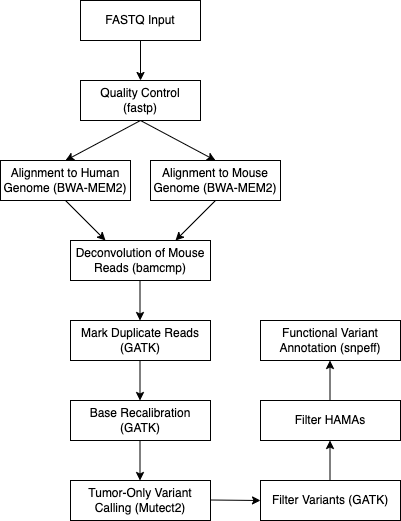 FASTQ Input
Quality Control
(fastp)
Alignment to Human
Genome (BWA-MEM2)
Alignment to Mouse
Genome (BWA-MEM2)
Deconvolution of Mouse
Reads (bamcmp)
Mark Duplicate Reads
(GATK)
Base Recalibration
(GATK)
Tumor-Only Variant
Calling (Mutect2)
Filter Variants (GATK)
Filter HAMAs
Functional Variant
Annotation (snpeff)